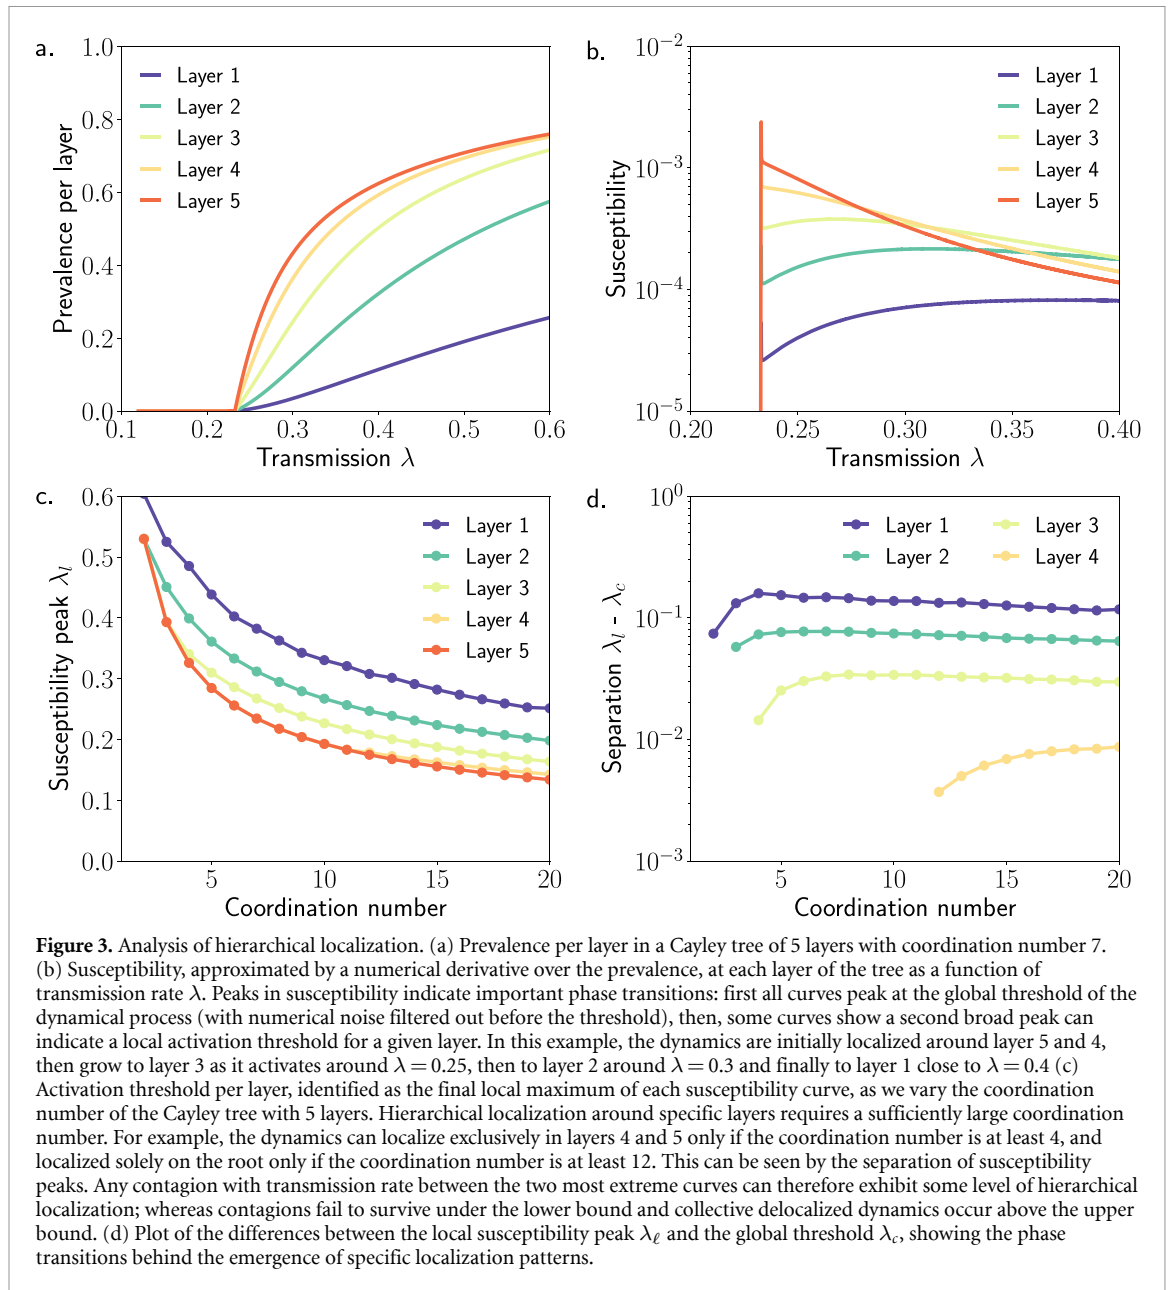 a.
1.0
0.8
0.6
0.4
0.2
0.0
Prevalence per layer
Layer 1
Layer 2
Layer 3
Layer 4
Layer 5
0.1 0.2 0.3 0.4 0.5 0.6
Transmission λ
b.
10⁻²
10⁻³
10⁻⁴
10⁻⁵
Susceptibility
Layer 1
Layer 2
Layer 3
Layer 4
Layer 5
0.20 0.25 0.30 0.35 0.40
Transmission λ
c.
0.6
0.5
0.4
0.3
0.2
0.1
0.0
Susceptibility peak λₗ
Layer 1
Layer 2
Layer 3
Layer 4
Layer 5
5 10 15 20
Coordination number
d.
10⁰
10⁻¹
10⁻²
10⁻³
Separation λₗ - λ_c
Layer 1 Layer 3
Layer 2 Layer 4
5 10 15 20
Coordination number
Figure 3. Analysis of hierarchical localization. (a) Prevalence per layer in a Cayley tree of 5 layers with coordination number 7.
(b) Susceptibility, approximated by a numerical derivative over the prevalence, at each layer of the tree as a function of
transmission rate λ. Peaks in susceptibility indicate important phase transitions: first all curves peak at the global threshold of the
dynamical process (with numerical noise filtered out before the threshold), then, some curves show a second broad peak can
indicate a local activation threshold for a given layer. In this example, the dynamics are initially localized around layer 5 and 4,
then grow to layer 3 as it activates around λ = 0.25, then to layer 2 around λ = 0.3 and finally to layer 1 close to λ = 0.4 (c)
Activation threshold per layer, identified as the final local maximum of each susceptibility curve, as we vary the coordination
number of the Cayley tree with 5 layers. Hierarchical localization around specific layers requires a sufficiently large coordination
number. For example, the dynamics can localize exclusively in layers 4 and 5 only if the coordination number is at least 4, and
localized solely on the root only if the coordination number is at least 12. This can be seen by the separation of susceptibility
peaks. Any contagion with transmission rate between the two most extreme curves can therefore exhibit some level of hierarchical
localization; whereas contagions fail to survive under the lower bound and collective delocalized dynamics occur above the upper
bound. (d) Plot of the differences between the local susceptibility peak λ_ℓ and the global threshold λ_c, showing the phase
transitions behind the emergence of specific localization patterns.